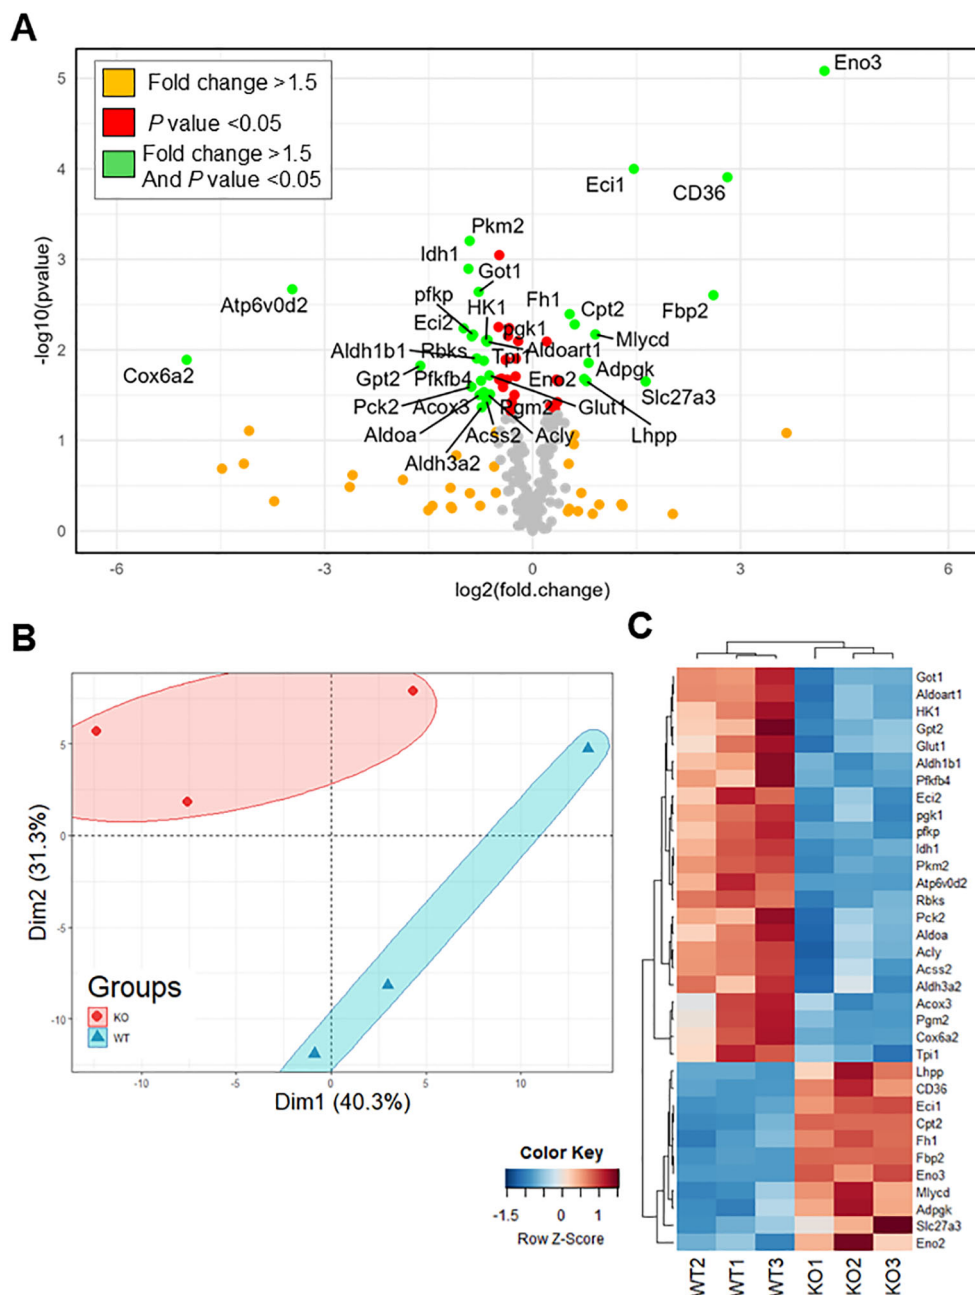 A
Fold change >1.5
P value <0.05
Fold change >1.5
And P value <0.05
Eno3
Eci1
CD36
Pkm2
Idh1
Got1
Atp6v0d2
pfkp
HK1
Fh1
Cpt2
Fbp2
Eci2
pgk1
Mlycd
Aldh1b1
Rbks
Tpi1
Aldoart1
Cox6a2
Gpt2
Pfkfb4
Eno2
Adpgk
Slc27a3
Pck2
Acox3
Pgm2
Glut1
Aldoa
Acss2
Acly
Lhpp
Aldh3a2
-log10(pvalue)
5
4
3
2
1
0
-6
-3
0
3
6
log2(fold.change)
B
Dim2 (31.3%)
5
0
-5
-10
Groups
KO
WT
-10
-5
0
5
10
Dim1 (40.3%)
C
Got1
Aldoart1
HK1
Gpt2
Glut1
Aldh1b1
Pfkfb4
Eci2
pgk1
pfkp
Idh1
Pkm2
Atp6v0d2
Rbks
Pck2
Aldoa
Acly
Acss2
Aldh3a2
Acox3
Pgm2
Cox6a2
Tpi1
Lhpp
CD36
Eci1
Cpt2
Fh1
Fbp2
Eno3
Mlycd
Adpgk
Slc27a3
Eno2
WT2
WT1
WT3
KO1
KO2
KO3
Color Key
-1.5
0
1
Row Z-Score